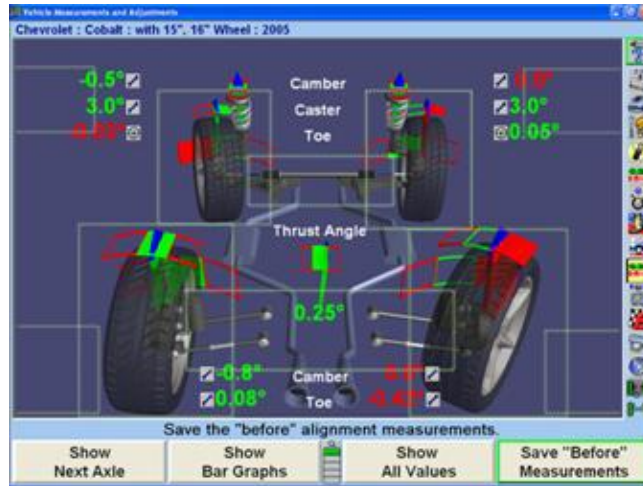 Vehicle Measurements and Adjustments
Chevrolet : Cobalt : with 15", 16" Wheel : 2005
-0.5° Camber
3.0° Caster 3.0°
Toe 0.05°
Thrust Angle
0.25°
-0.8° Camber
0.08° Toe
Save the "before" alignment measurements.
Show Show Show Save "Before"
Next Axle Bar Graphs All Values Measurements